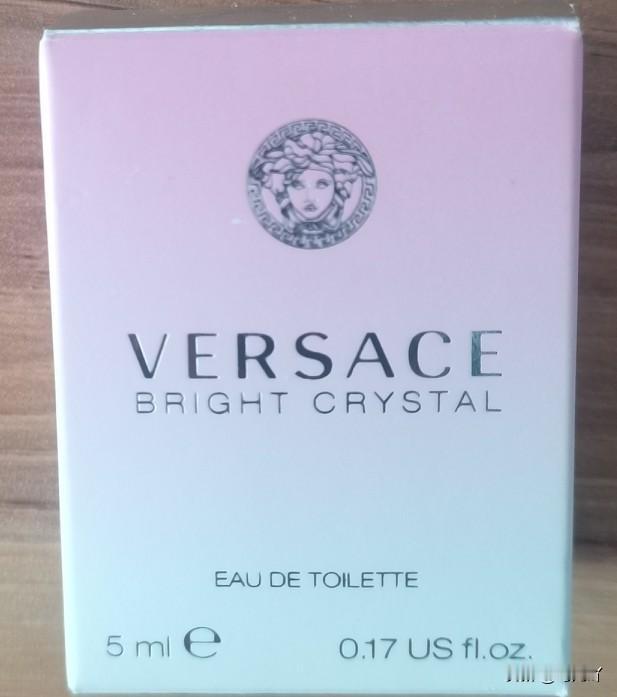 VERSACE
BRIGHT CRYSTAL
EAU DE TOILETTE
5 ml ℮ 0.17 US fl.oz.